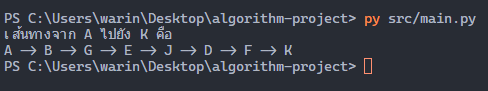 PS C:\Users\warin\Desktop\algorithm-project> py src/main.py
เส้นทางจาก A ไปยัง K คือ
A -> B -> G -> E -> J -> D -> F -> K
PS C:\Users\warin\Desktop\algorithm-project>